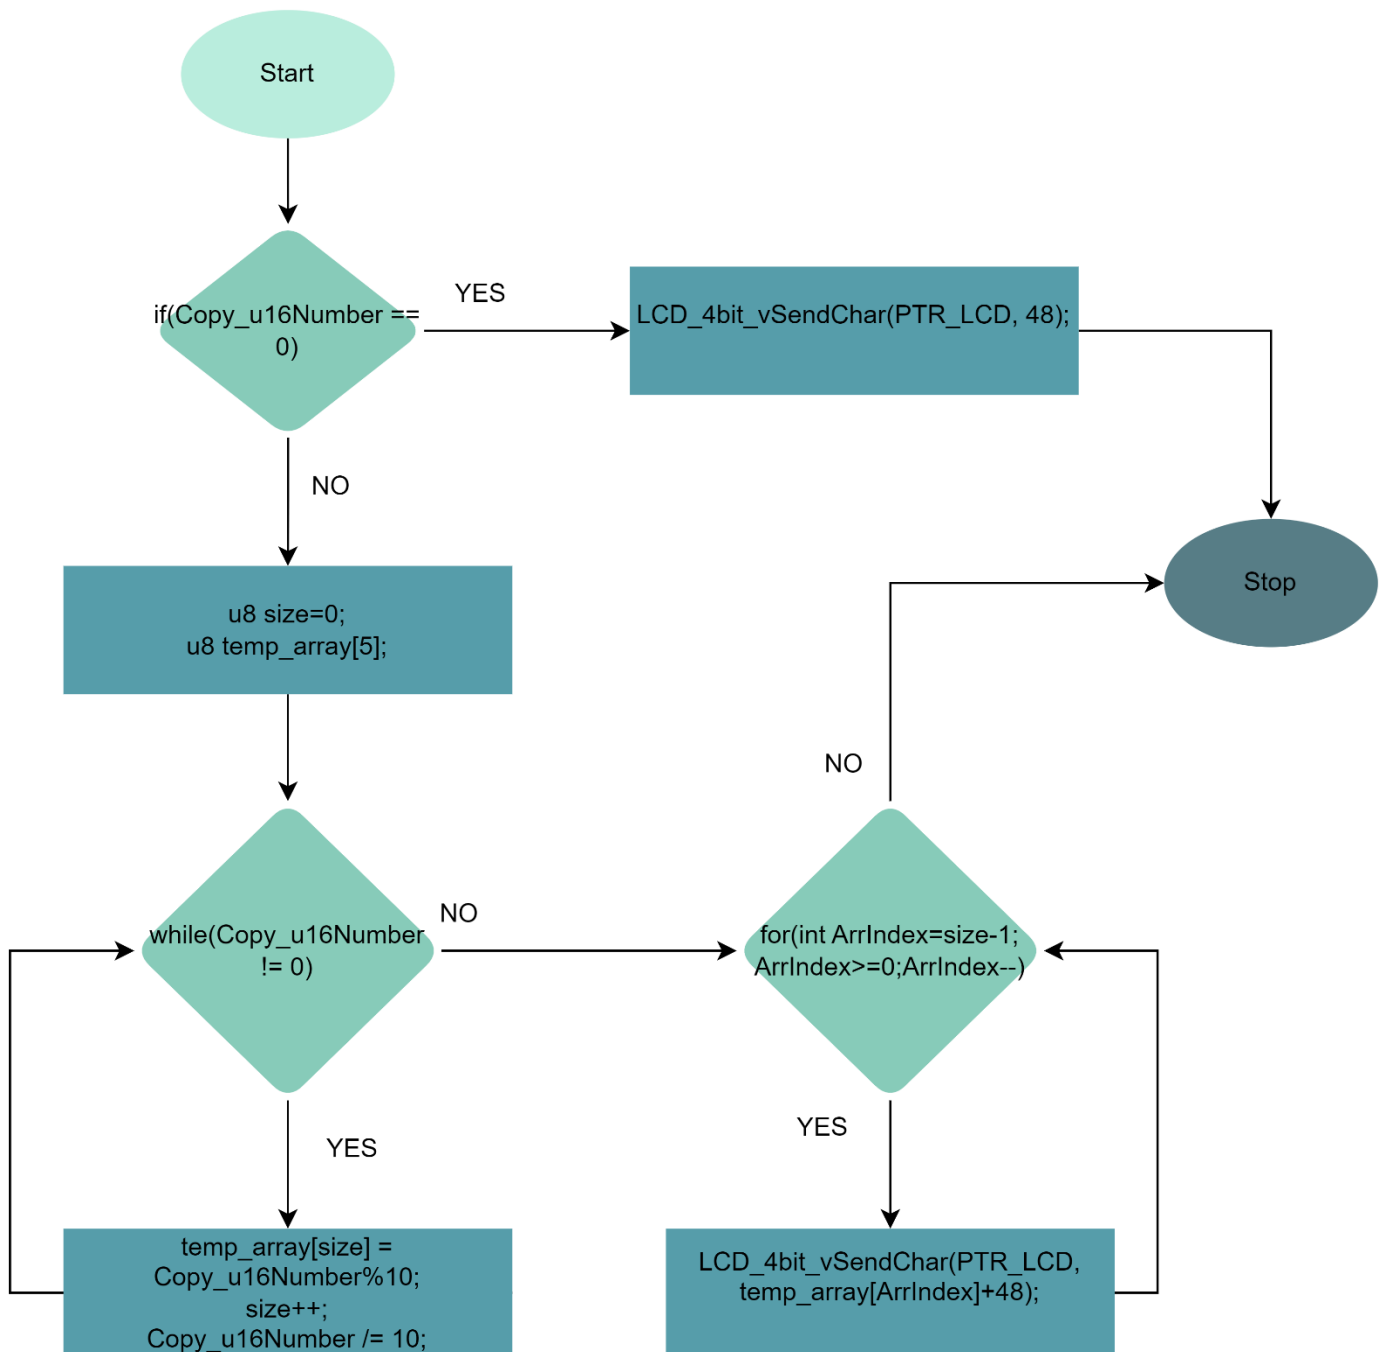 Start
if(Copy_u16Number ==
0)
YES
LCD_4bit_vSendChar(PTR_LCD, 48);
NO
u8 size=0;
u8 temp_array[5];
Stop
while(Copy_u16Number
!= 0)
NO
for(int ArrIndex=size-1;
ArrIndex>=0;ArrIndex--)
NO
YES
temp_array[size] =
Copy_u16Number%10;
size++;
Copy_u16Number /= 10;
YES
LCD_4bit_vSendChar(PTR_LCD,
temp_array[ArrIndex]+48);